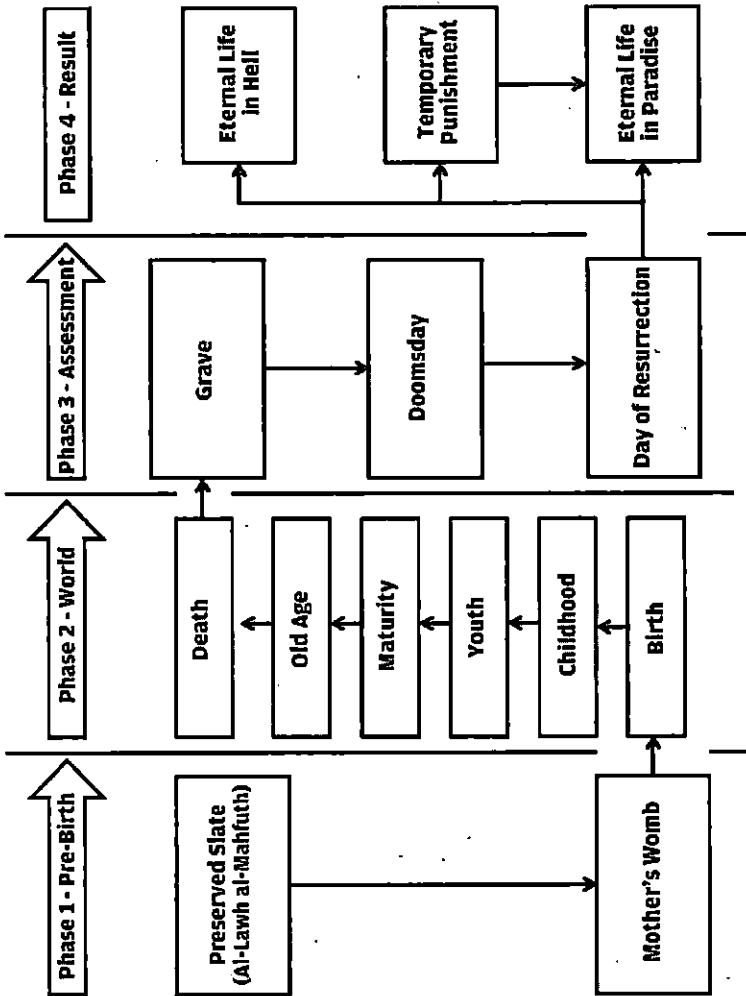 Phase 1 - Pre-Birth
Preserved Slate
(Al-Lawh al-Mahfuth)
Mother's Womb
Phase 2 - World
Death
Old Age
Maturity
Youth
Childhood
Birth
Phase 3 - Assessment
Grave
Doomsday
Day of Resurrection
Phase 4 - Result
Eternal Life
in Hell
Temporary
Punishment
Eternal Life
in Paradise